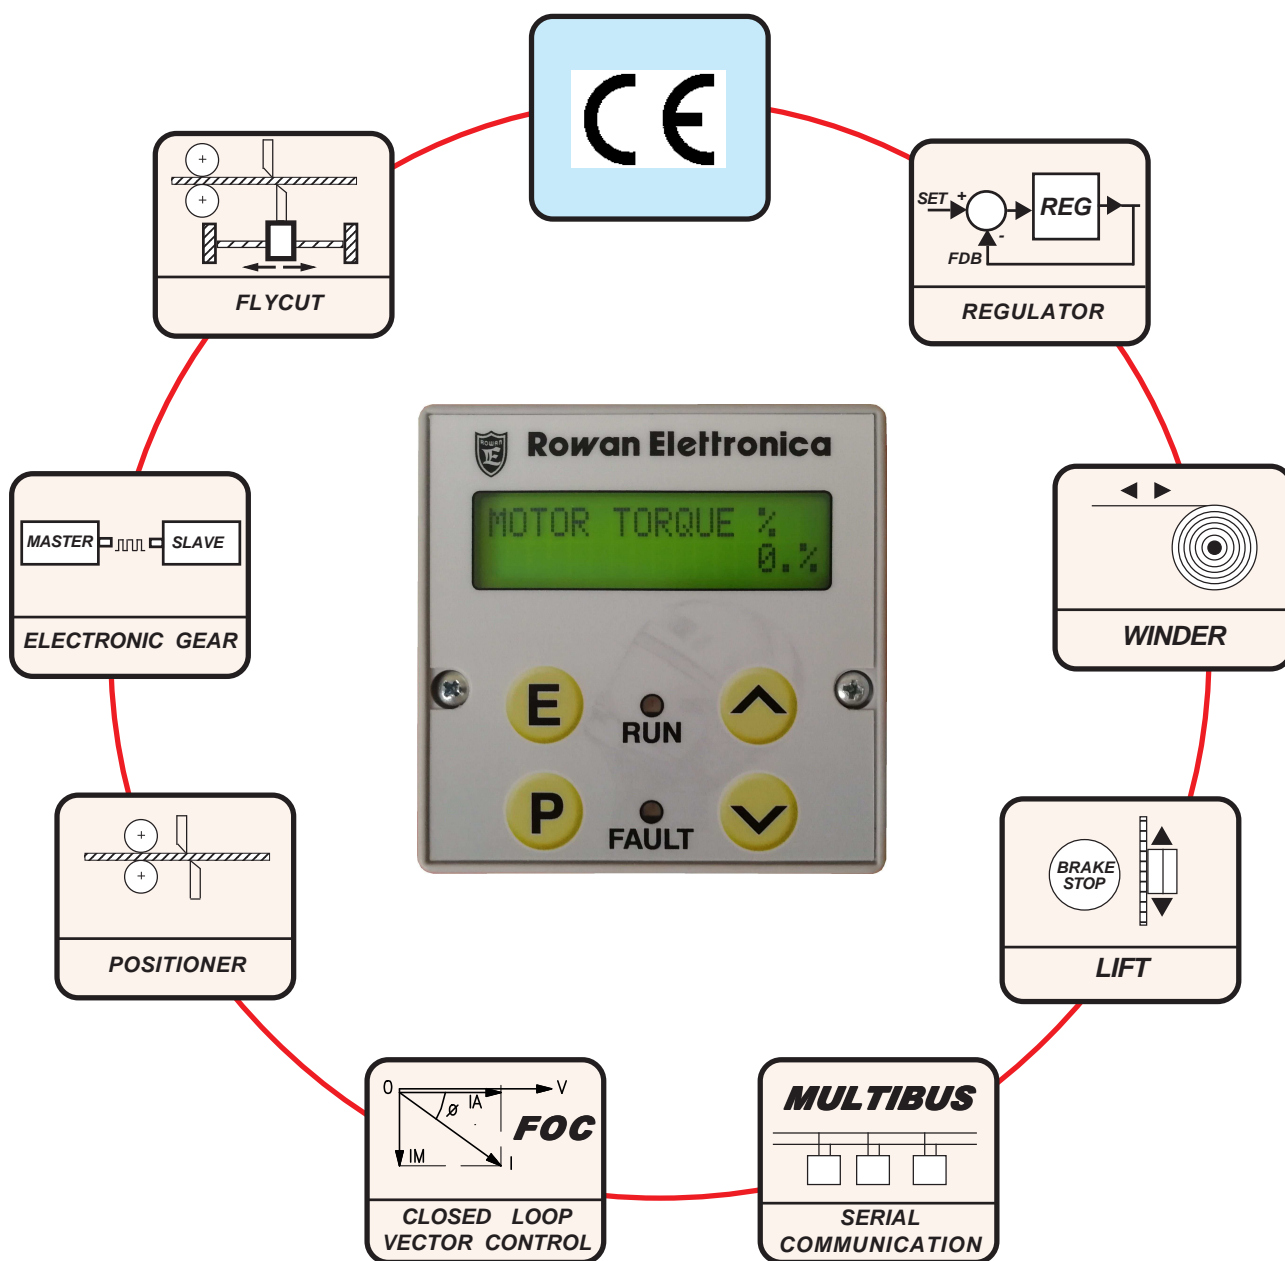 CE
SET +
REG
-
FDB
REGULATOR
FLYCUT
+
+
ROWAN
E
Rowan Elettronica
MOTOR TORQUE %
0.%
E
RUN
P
FAULT
MASTER
SLAVE
ELECTRONIC GEAR
WINDER
+
+
POSITIONER
BRAKE
STOP
LIFT
O
V
IA
ø
FOC
IM
I
CLOSED LOOP
VECTOR CONTROL
MULTIBUS
SERIAL
COMMUNICATION